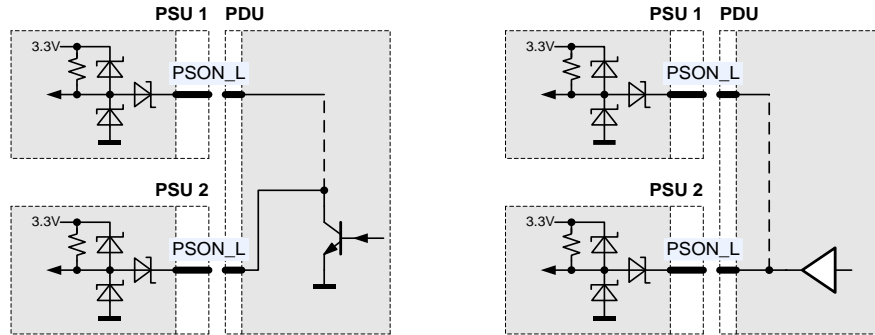 PSU 1 PDU
3.3V
PSON_L
PSU 2
3.3V
PSON_L
PSU 1 PDU
3.3V
PSON_L
PSU 2
3.3V
PSON_L